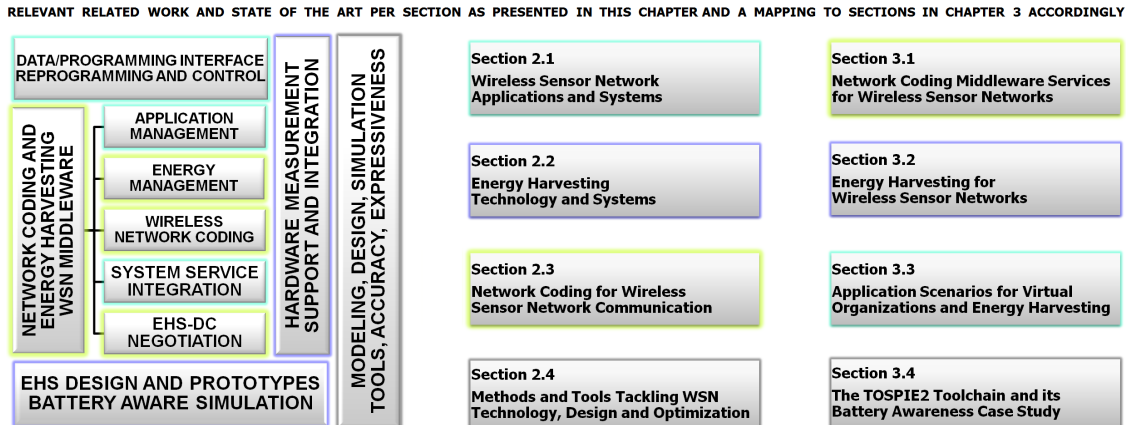 RELEVANT RELATED WORK AND STATE OF THE ART PER SECTION AS PRESENTED IN THIS CHAPTER AND A MAPPING TO SECTIONS IN CHAPTER 3 ACCORDINGLY
DATA/PROGRAMMING INTERFACE
REPROGRAMMING AND CONTROL
NETWORK CODING AND
ENERGY HARVESTING
WSN MIDDLEWARE
APPLICATION
MANAGEMENT
ENERGY
MANAGEMENT
WIRELESS
NETWORK CODING
SYSTEM SERVICE
INTEGRATION
EHS-DC
NEGOTIATION
EHS DESIGN AND PROTOTYPES
BATTERY AWARE SIMULATION
HARDWARE MEASUREMENT
SUPPORT AND INTEGRATION
MODELING, DESIGN, SIMULATION
TOOLS, ACCURACY, EXPRESSIVENESS
Section 2.1
Wireless Sensor Network
Applications and Systems
Section 2.2
Energy Harvesting
Technology and Systems
Section 2.3
Network Coding for Wireless
Sensor Network Communication
Section 2.4
Methods and Tools Tackling WSN
Technology, Design and Optimization
Section 3.1
Network Coding Middleware Services
for Wireless Sensor Networks
Section 3.2
Energy Harvesting for
Wireless Sensor Networks
Section 3.3
Application Scenarios for Virtual
Organizations and Energy Harvesting
Section 3.4
The TOSPIE2 Toolchain and its
Battery Awareness Case Study